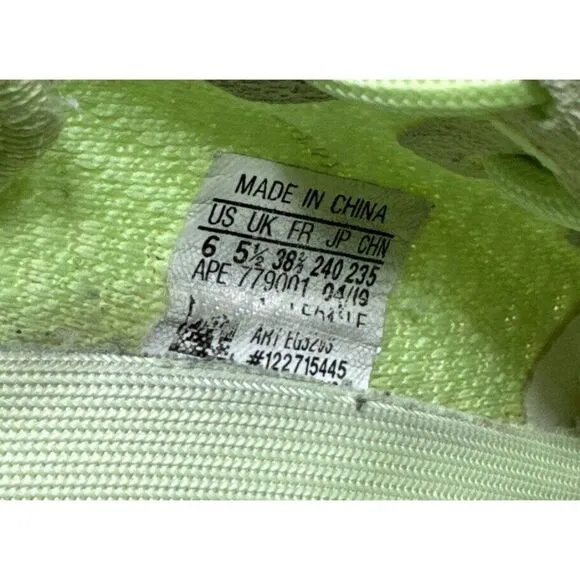 MADE IN CHINA
US UK FR JP CHN
6 5½ 38⅔ 240 235
APE 779001 04/19
#122715445